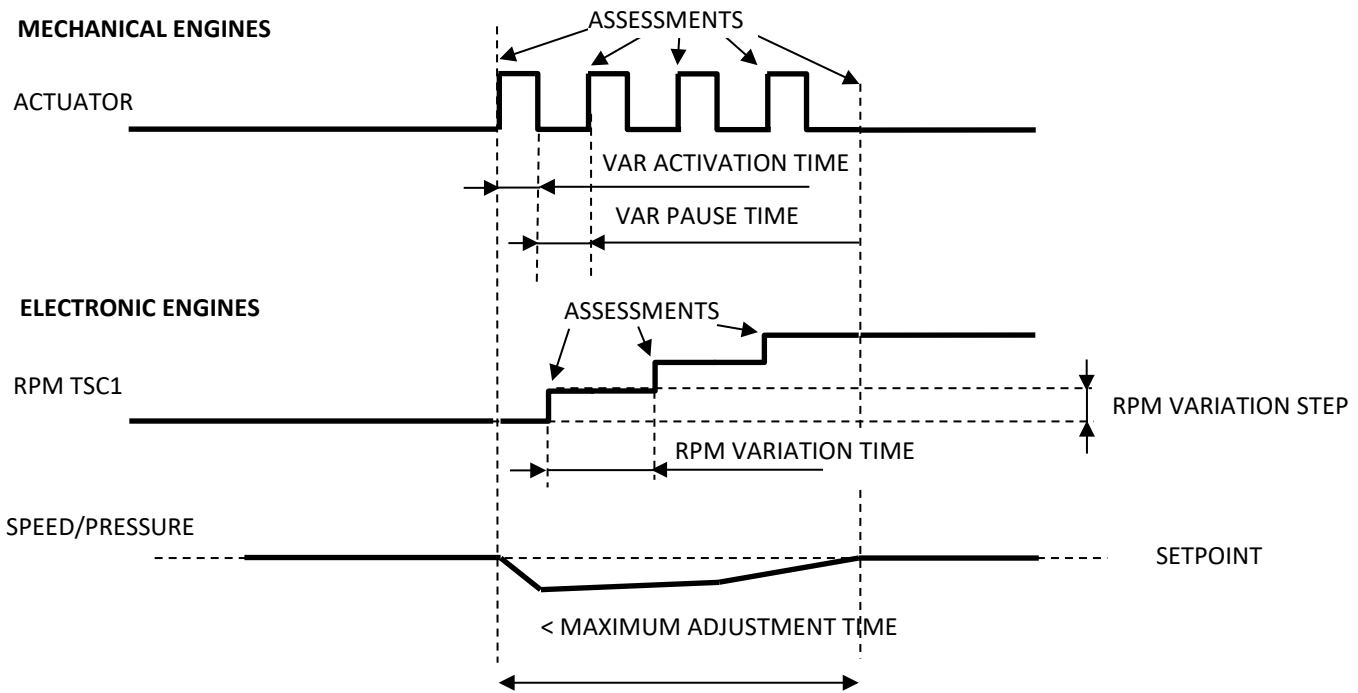 ASSESSMENTS
MECHANICAL ENGINES
ACTUATOR
VAR ACTIVATION TIME
VAR PAUSE TIME
ELECTRONIC ENGINES
ASSESSMENTS
RPM TSC1
RPM VARIATION STEP
RPM VARIATION TIME
SPEED/PRESSURE
SETPOINT
< MAXIMUM ADJUSTMENT TIME